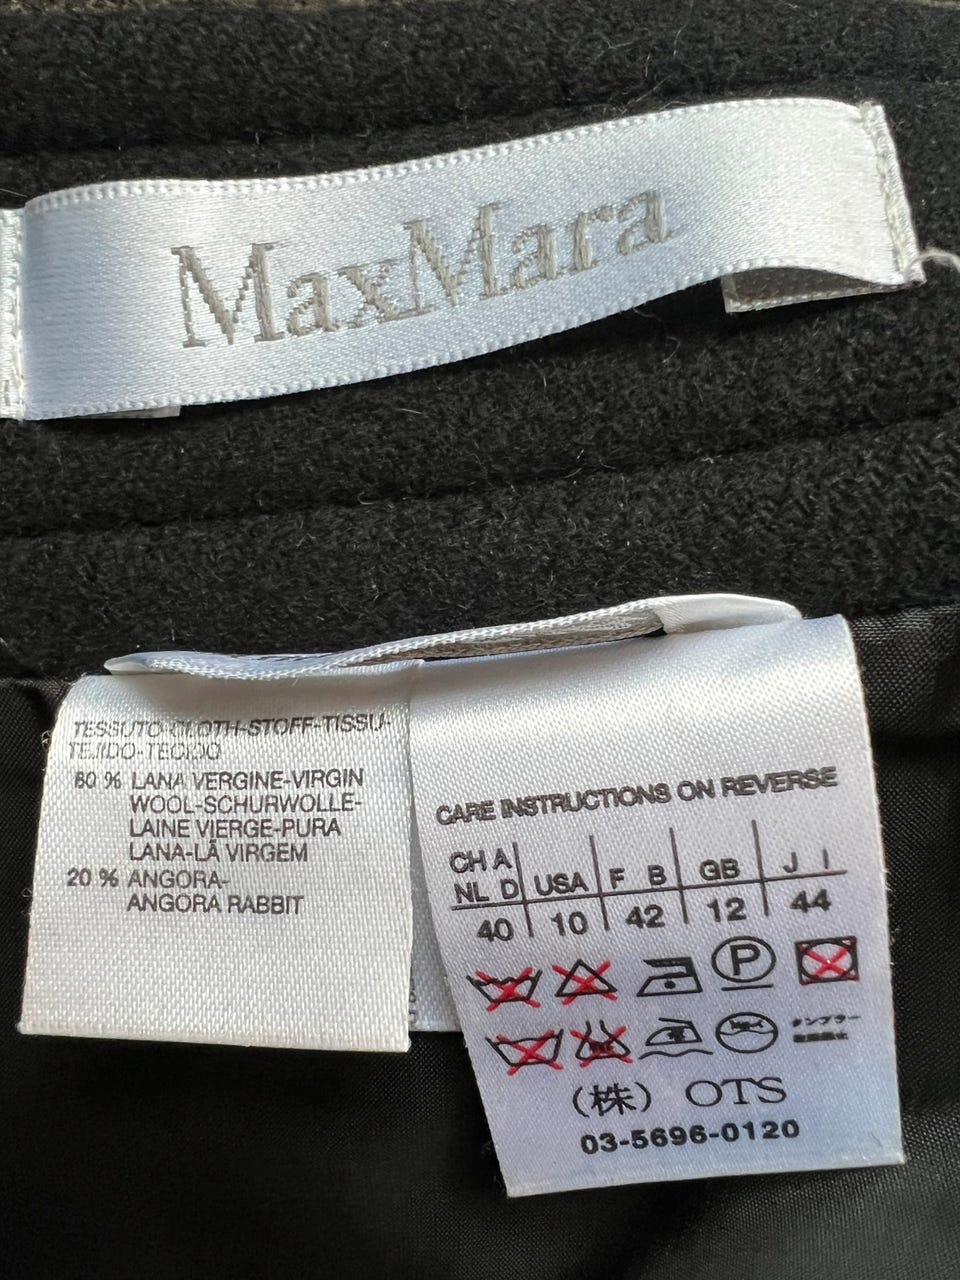 MaxMara
TESSUTO-CLOTH-STOFF-TISSU-
TEJIDO-TECIDO
80 % LANA VERGINE-VIRGIN
WOOL-SCHURWOLLE-
LAINE VIERGE-PURA
LANA-LÃ VIRGEM
20 % ANGORA-
ANGORA RABBIT
CARE INSTRUCTIONS ON REVERSE
CH A USA F B GB J I
NL D
40 10 42 12 44
P
タンブラー
(株) OTS
03-5696-0120